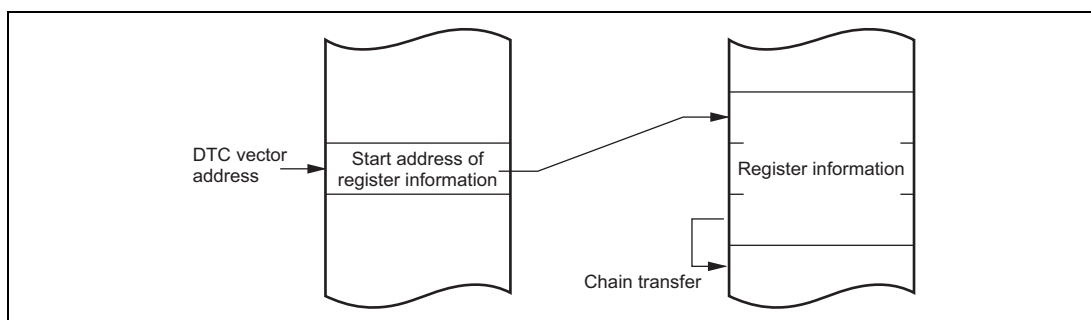 DTC vector
address
Start address of
register information
Register information
Chain transfer